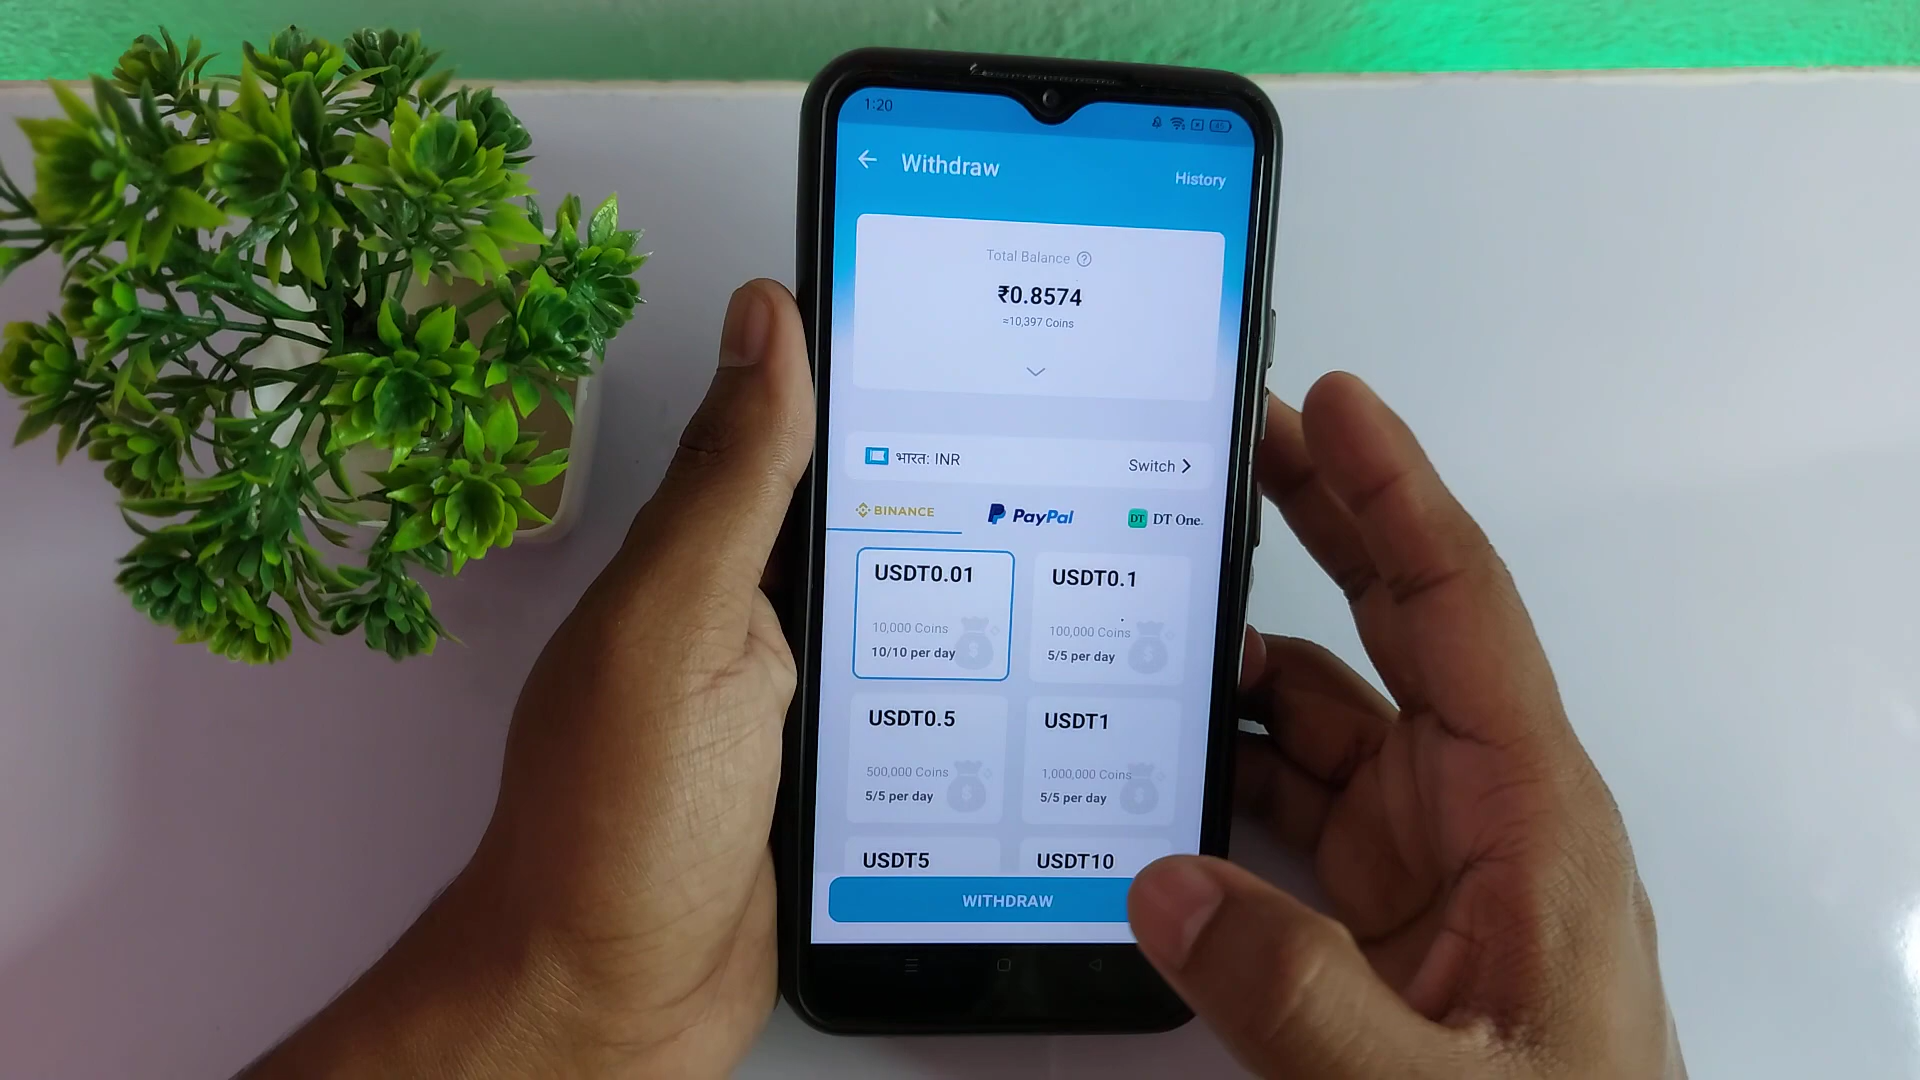 1:20
Withdraw
History
Total Balance ?
₹0.8574
≈10,397 Coins
भारत: INR
Switch
BINANCE
PayPal
DT DT One.
USDT0.01
10,000 Coins
10/10 per day
USDT0.1
100,000 Coins
5/5 per day
USDT0.5
500,000 Coins
5/5 per day
USDT1
1,000,000 Coins
5/5 per day
USDT5
USDT10
WITHDRAW